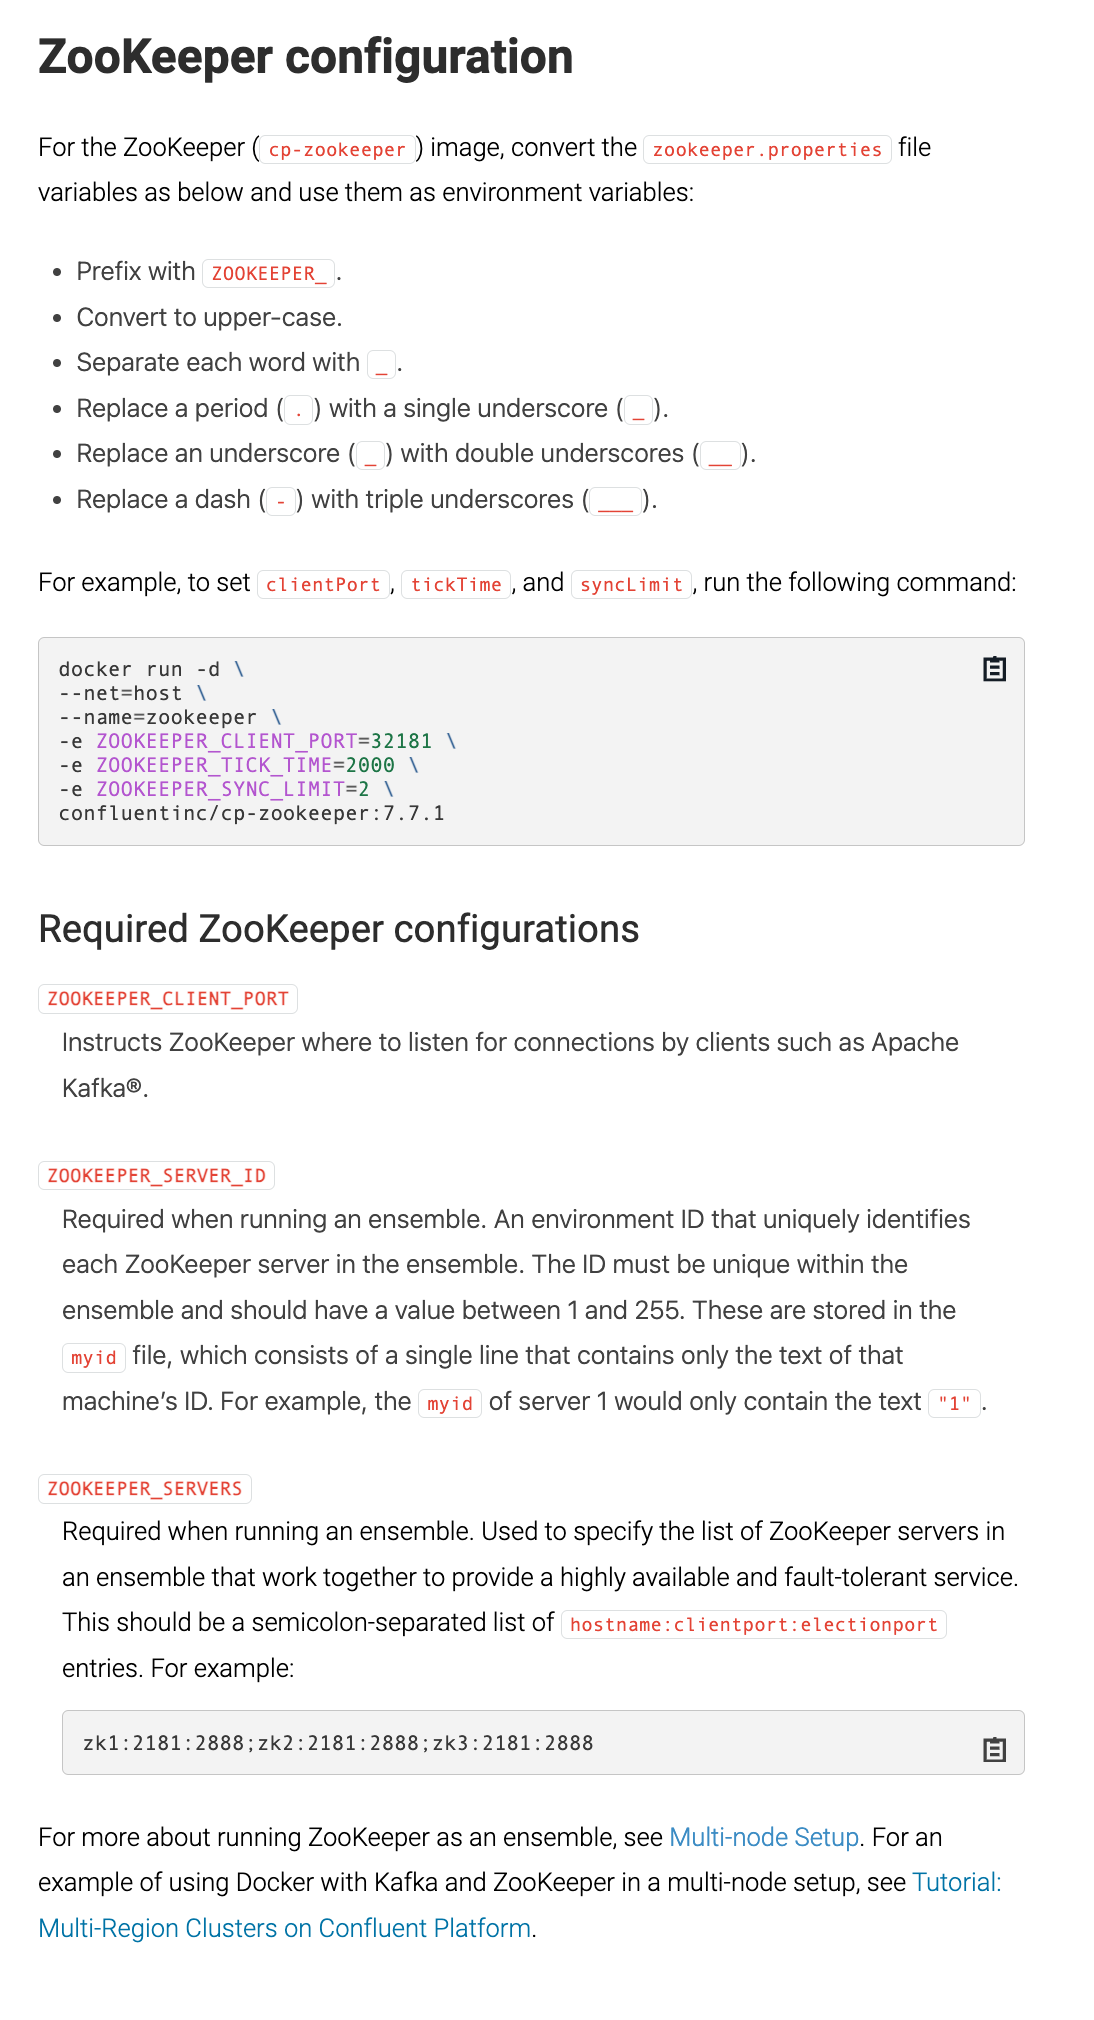 ZooKeeper configuration
For the ZooKeeper (cp-zookeeper) image, convert the zookeeper.properties file
variables as below and use them as environment variables:
• Prefix with ZOOKEEPER_.
• Convert to upper-case.
• Separate each word with _.
• Replace a period (.) with a single underscore (_).
• Replace an underscore (_) with double underscores (__).
• Replace a dash (-) with triple underscores (___).
For example, to set clientPort, tickTime, and syncLimit, run the following command:
docker run -d \
--net=host \
--name=zookeeper \
-e ZOOKEEPER_CLIENT_PORT=32181 \
-e ZOOKEEPER_TICK_TIME=2000 \
-e ZOOKEEPER_SYNC_LIMIT=2 \
confluentinc/cp-zookeeper:7.7.1
Required ZooKeeper configurations
ZOOKEEPER_CLIENT_PORT
Instructs ZooKeeper where to listen for connections by clients such as Apache
Kafka®.
ZOOKEEPER_SERVER_ID
Required when running an ensemble. An environment ID that uniquely identifies
each ZooKeeper server in the ensemble. The ID must be unique within the
ensemble and should have a value between 1 and 255. These are stored in the
myid file, which consists of a single line that contains only the text of that
machine’s ID. For example, the myid of server 1 would only contain the text "1".
ZOOKEEPER_SERVERS
Required when running an ensemble. Used to specify the list of ZooKeeper servers in
an ensemble that work together to provide a highly available and fault-tolerant service.
This should be a semicolon-separated list of hostname:clientport:electionport
entries. For example:
zk1:2181:2888;zk2:2181:2888;zk3:2181:2888
For more about running ZooKeeper as an ensemble, see Multi-node Setup. For an
example of using Docker with Kafka and ZooKeeper in a multi-node setup, see Tutorial:
Multi-Region Clusters on Confluent Platform.